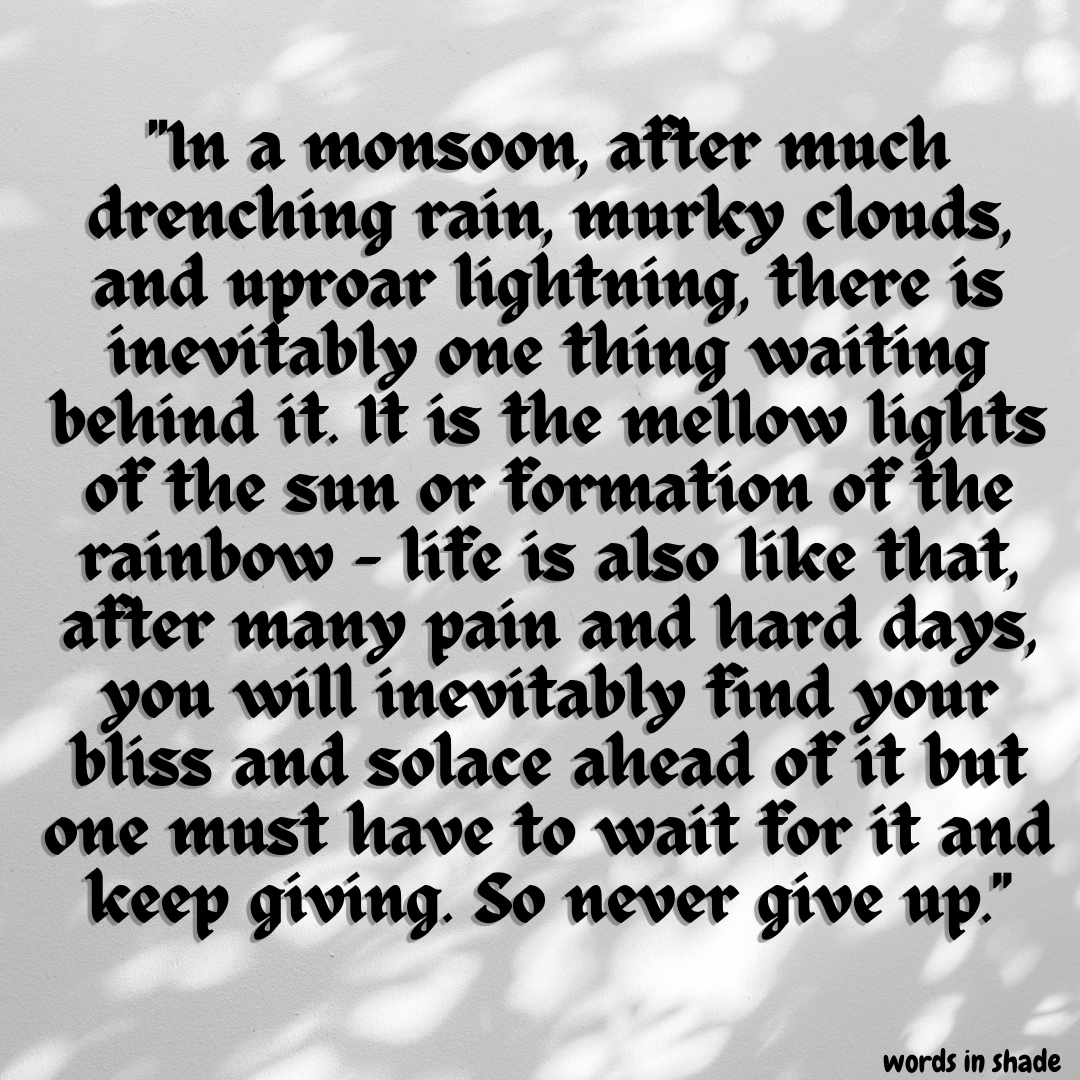 "In a monsoon, after much
drenching rain, murky clouds,
and uproar lightning, there is
inevitably one thing waiting
behind it. It is the mellow lights
of the sun or formation of the
rainbow - life is also like that,
after many pain and hard days,
you will inevitably find your
bliss and solace ahead of it but
one must have to wait for it and
keep giving. So never give up."
words in shade